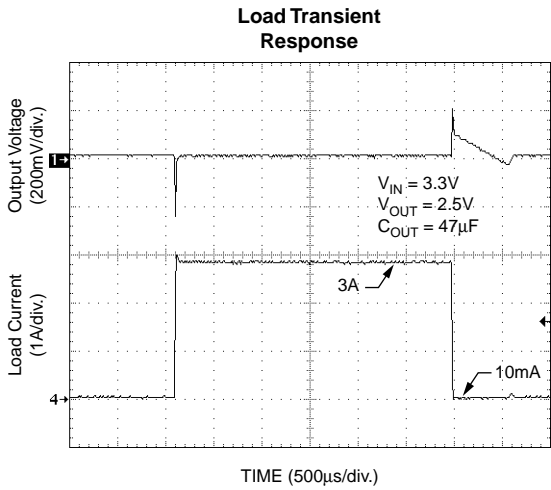 Load Transient
Response
Output Voltage
(200mV/div.)
1
V_IN = 3.3V
V_OUT = 2.5V
C_OUT = 47µF
Load Current
(1A/div.)
3A
10mA
4
TIME (500µs/div.)